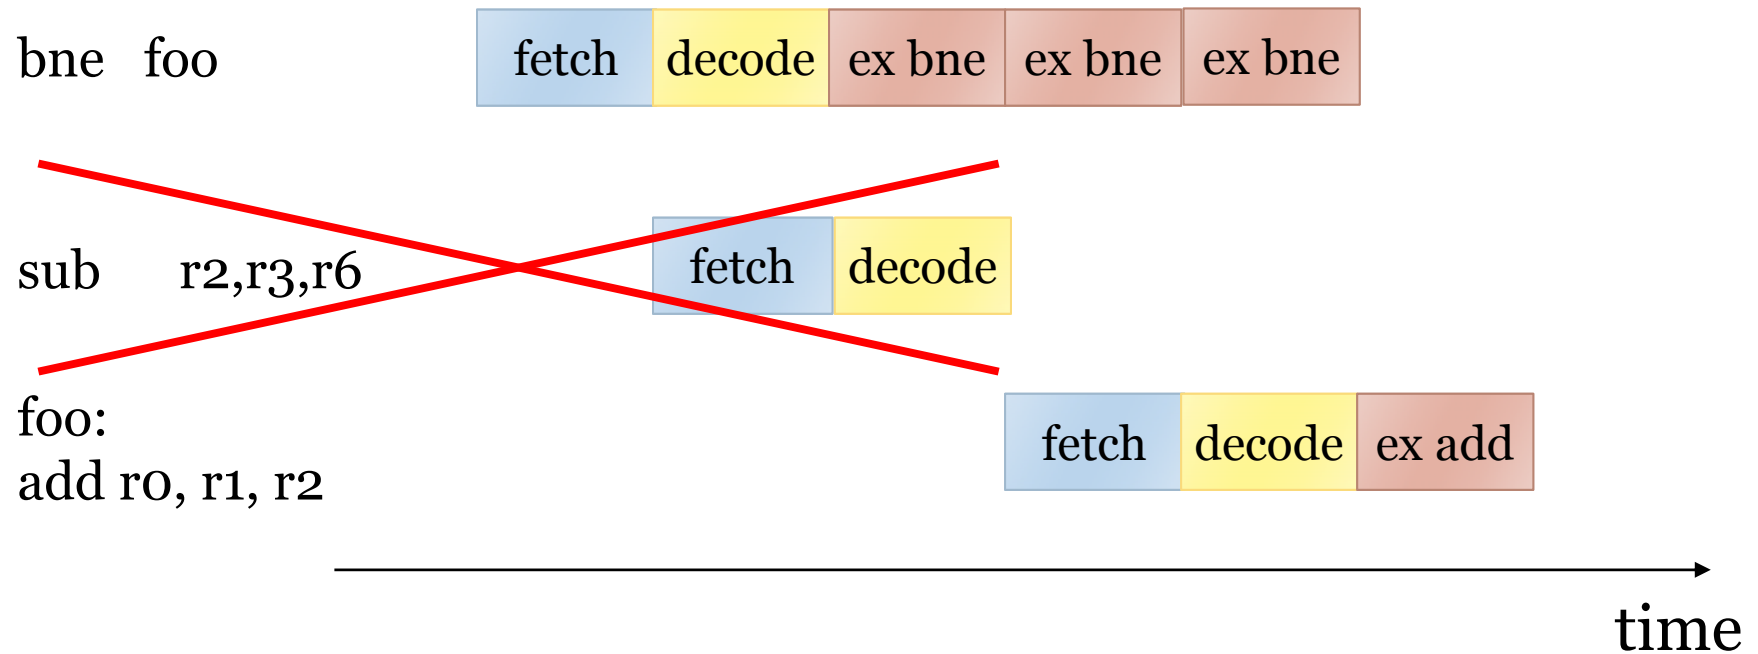 bne foo fetch decode ex bne ex bne ex bne
sub r2,r3,r6 fetch decode
foo:
add r0, r1, r2 fetch decode ex add
time